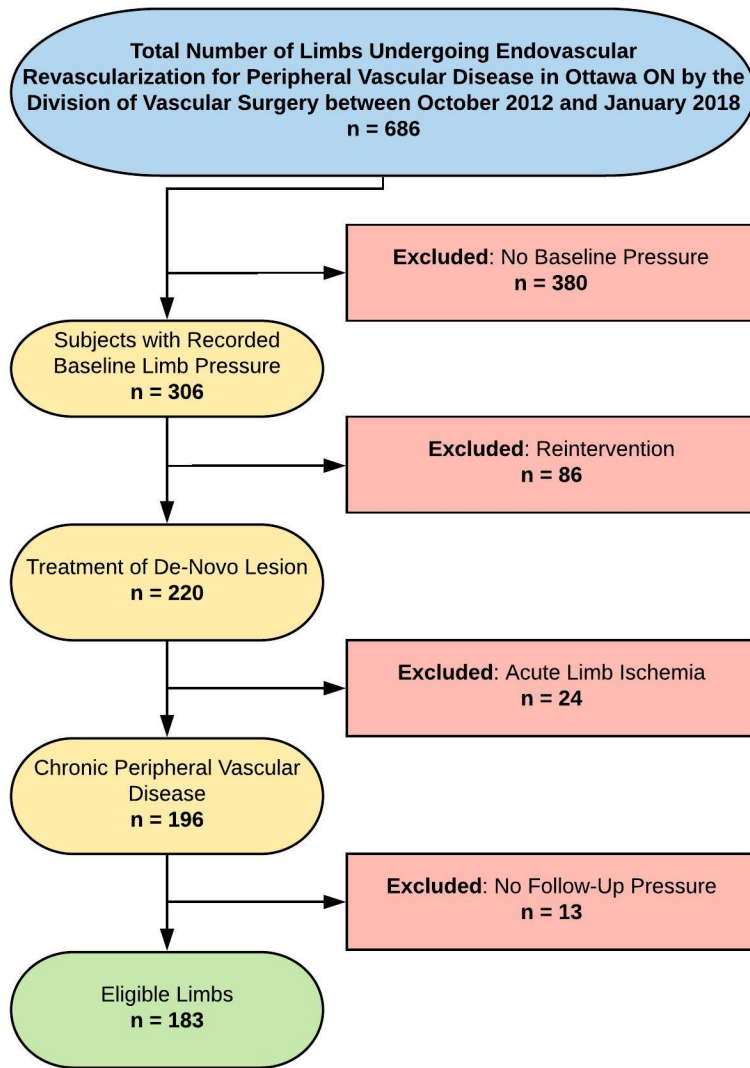 Total Number of Limbs Undergoing Endovascular
Revascularization for Peripheral Vascular Disease in Ottawa ON by the
Division of Vascular Surgery between October 2012 and January 2018
n = 686
Excluded: No Baseline Pressure
n = 380
Subjects with Recorded
Baseline Limb Pressure
n = 306
Excluded: Reintervention
n = 86
Treatment of De-Novo Lesion
n = 220
Excluded: Acute Limb Ischemia
n = 24
Chronic Peripheral Vascular
Disease
n = 196
Excluded: No Follow-Up Pressure
n = 13
Eligible Limbs
n = 183